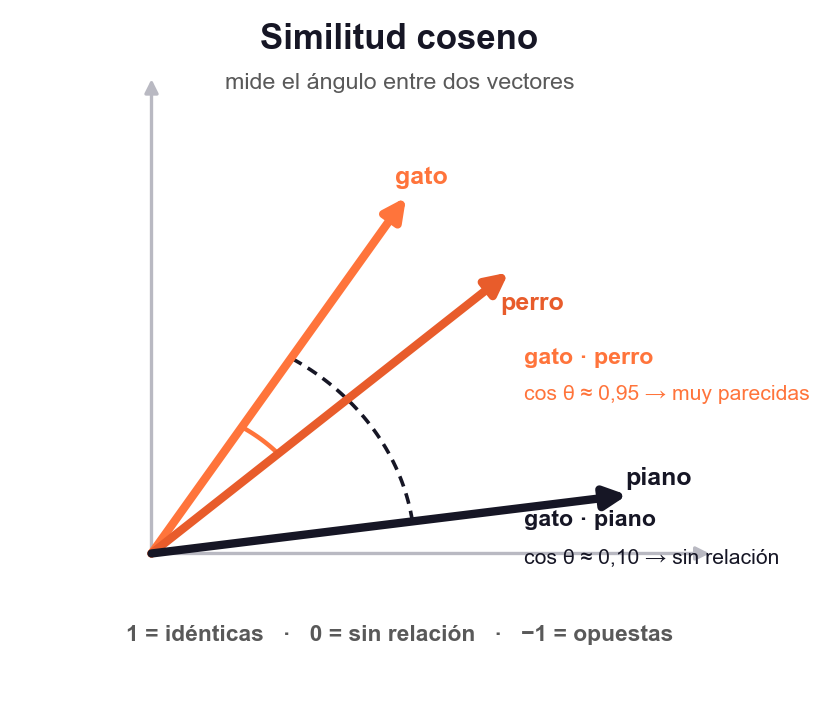 Similitud coseno
mide el ángulo entre dos vectores
gato
perro
gato · perro
cos θ ≈ 0,95 → muy parecidas
piano
gato · piano
cos θ ≈ 0,10 → sin relación
1 = idénticas · 0 = sin relación · −1 = opuestas